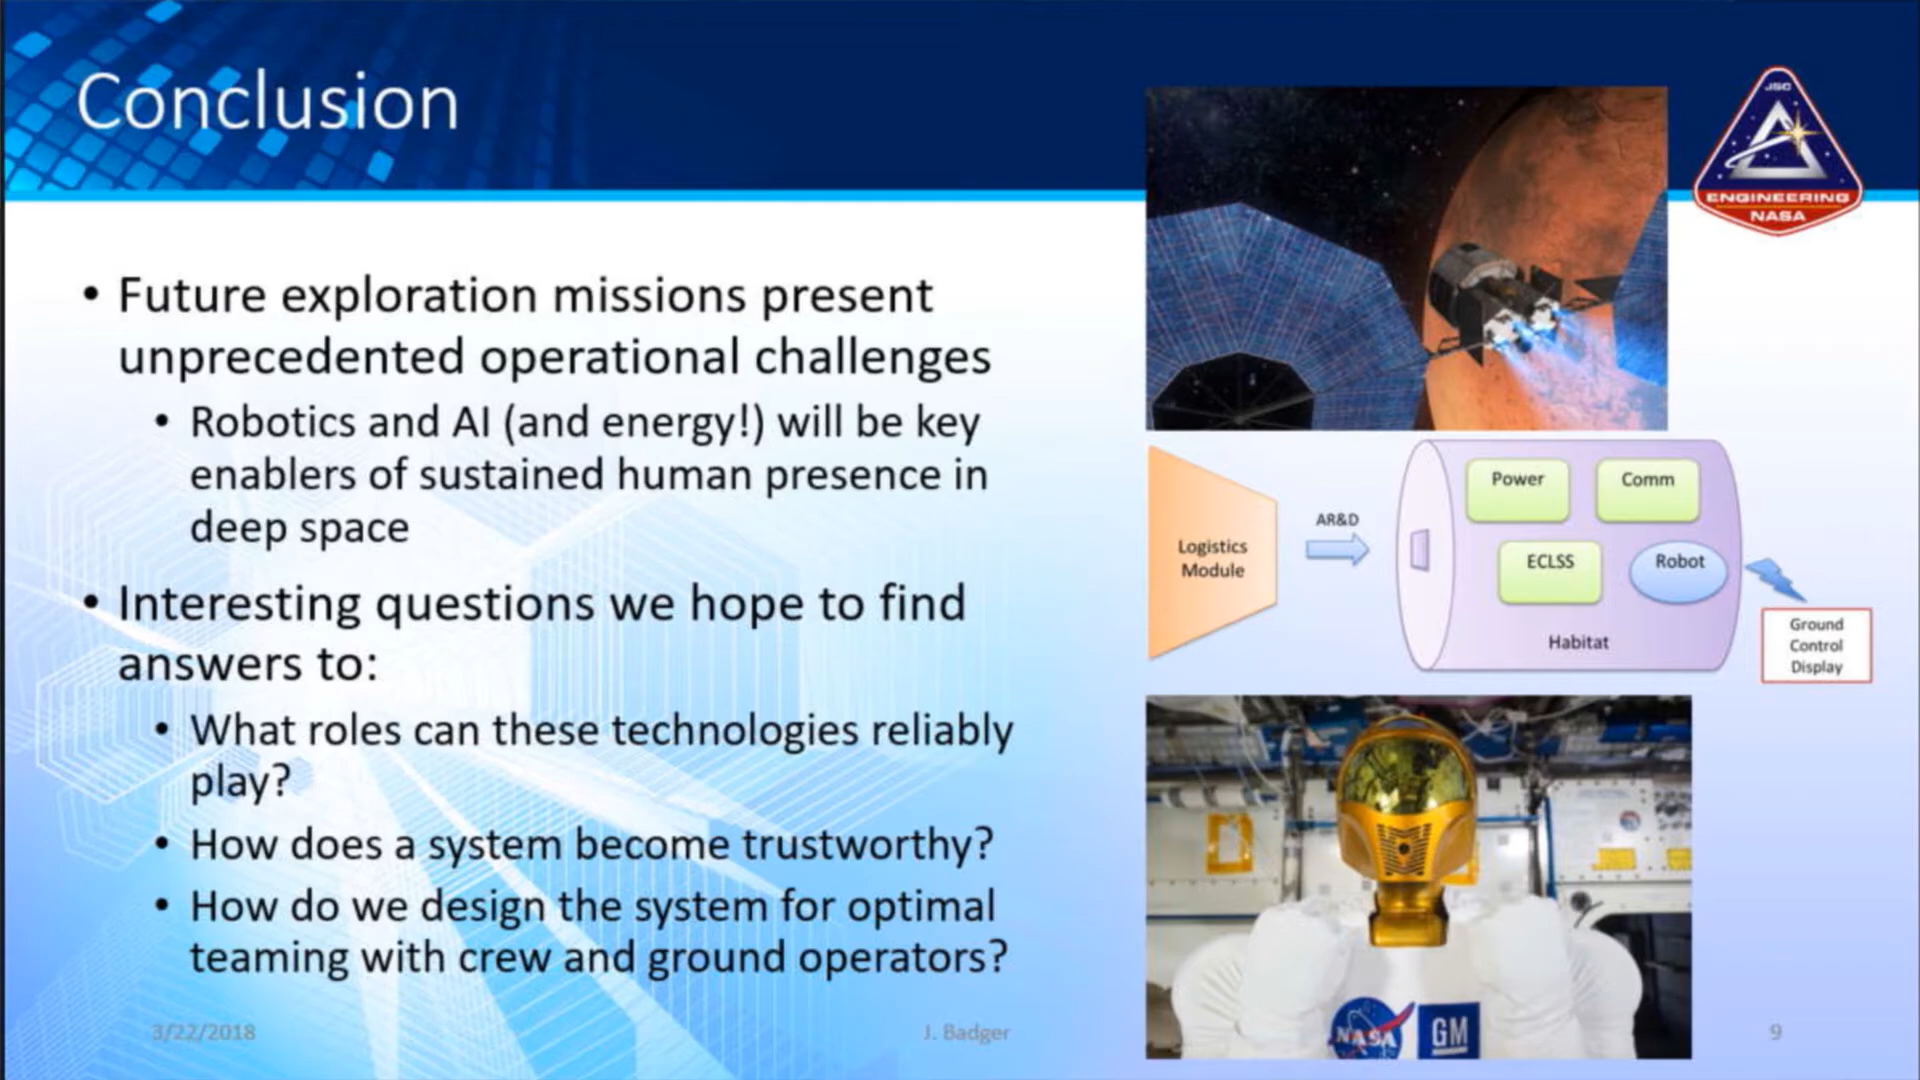 Conclusion
JSC
ENGINEERING
NASA
• Future exploration missions present
unprecedented operational challenges
• Robotics and AI (and energy!) will be key
enablers of sustained human presence in
deep space
• Interesting questions we hope to find
answers to:
• What roles can these technologies reliably
play?
• How does a system become trustworthy?
• How do we design the system for optimal
teaming with crew and ground operators?
Logistics
Module
AR&D
Power
Comm
ECLSS
Robot
Habitat
Ground
Control
Display
NASA
GM
3/22/2018
J. Badger
9